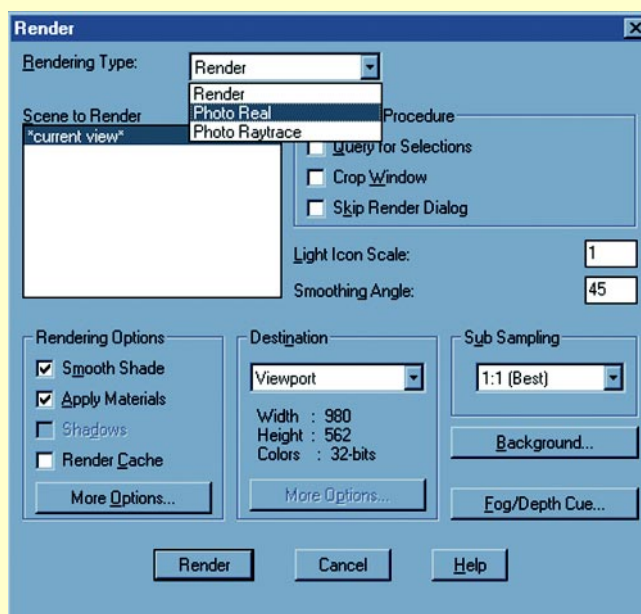 Render
Rendering Type:
Render
Render
Photo Real
Photo Raytrace
Scene to Render
*current view*
Procedure
Query for Selections
Crop Window
Skip Render Dialog
Light Icon Scale:
1
Smoothing Angle:
45
Rendering Options
Smooth Shade
Apply Materials
Shadows
Render Cache
More Options...
Destination
Viewport
Width : 980
Height : 562
Colors : 32-bits
More Options...
Sub Sampling
1:1 (Best)
Background...
Fog/Depth Cue...
Render
Cancel
Help